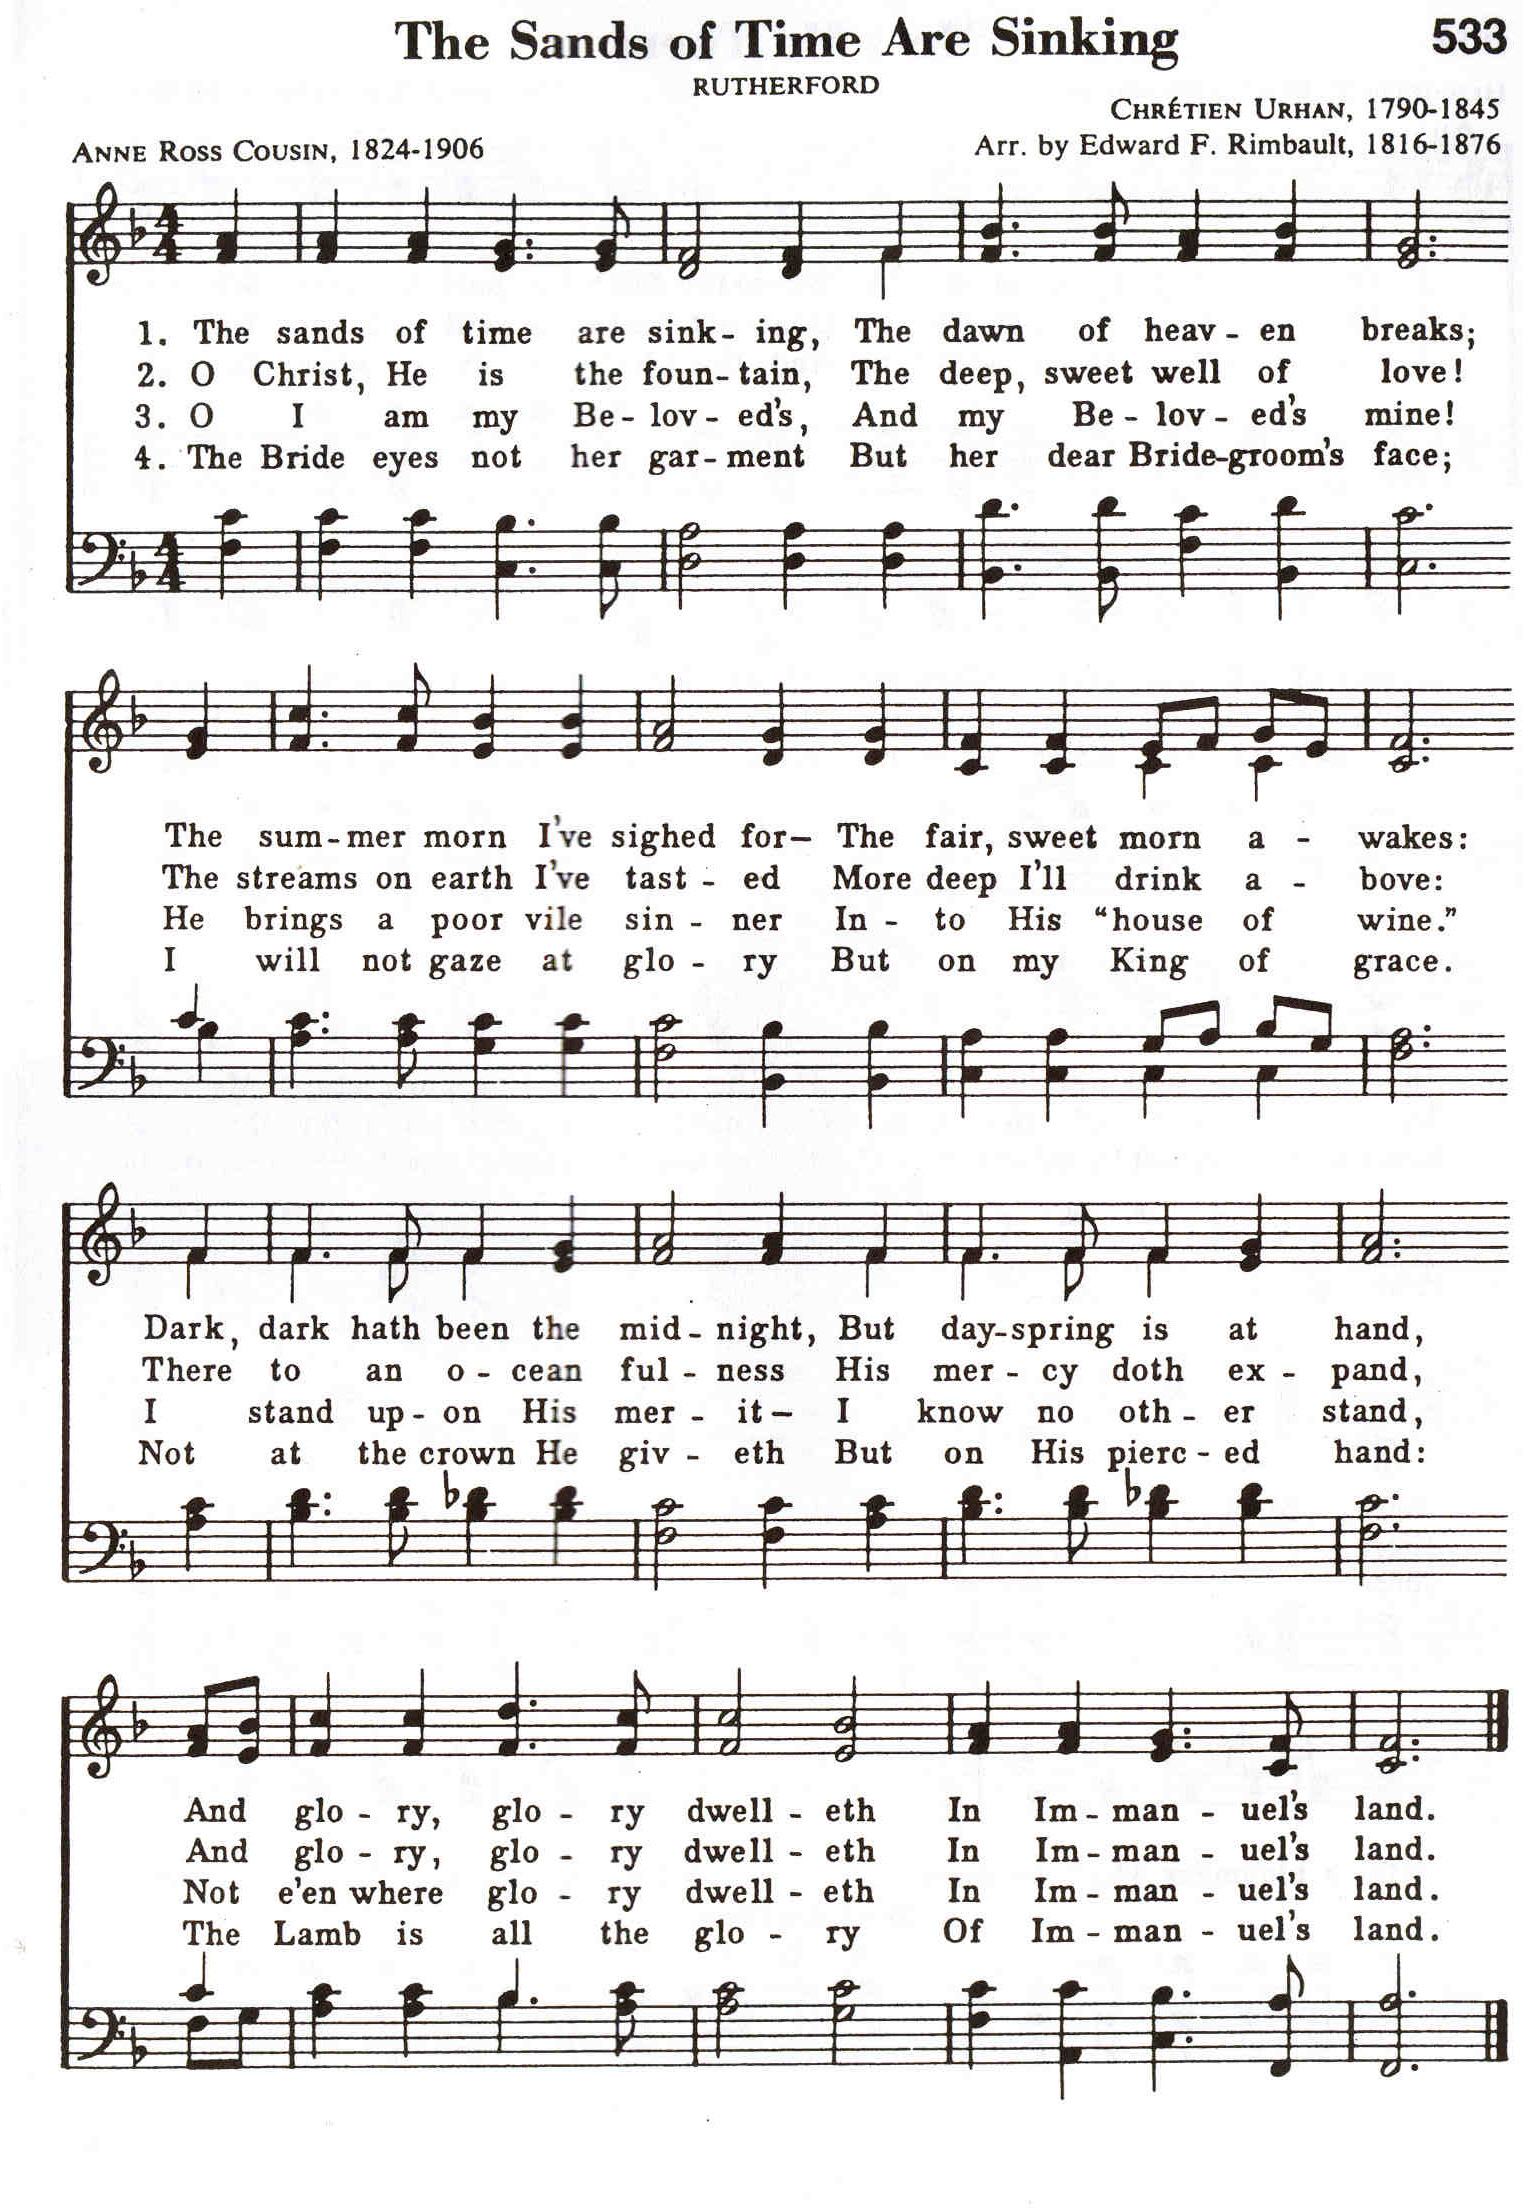 The Sands of Time Are Sinking 533
RUTHERFORD
CHRÉTIEN URHAN, 1790-1845
ANNE ROSS COUSIN, 1824-1906
Arr. by Edward F. Rimbault, 1816-1876
1. The sands of time are sink- ing, The dawn of heav - en breaks;
2. O Christ, He is the foun- tain, The deep, sweet well of love!
3. O I am my Be- lov - ed's, And my Be - lov - ed's mine!
4. The Bride eyes not her gar - ment But her dear Bride-groom's face;
The sum - mer morn I've sighed for— The fair, sweet morn a - wakes:
The streams on earth I've tast - ed More deep I'll drink a - bove:
He brings a poor vile sin - ner In - to His “house of wine.”
I will not gaze at glo - ry But on my King of grace.
Dark, dark hath been the mid - night, But day-spring is at hand,
There to an o - cean ful - ness His mer - cy doth ex - pand,
I stand up - on His mer - it — I know no oth - er stand,
Not at the crown He giv - eth But on His pierc - ed hand:
And glo - ry, glo - ry dwell - eth In Im - man - uel's land.
And glo - ry, glo - ry dwell - eth In Im - man - uel's land.
Not e'en where glo - ry dwell - eth In Im - man - uel's land.
The Lamb is all the glo - ry Of Im - man - uel's land.